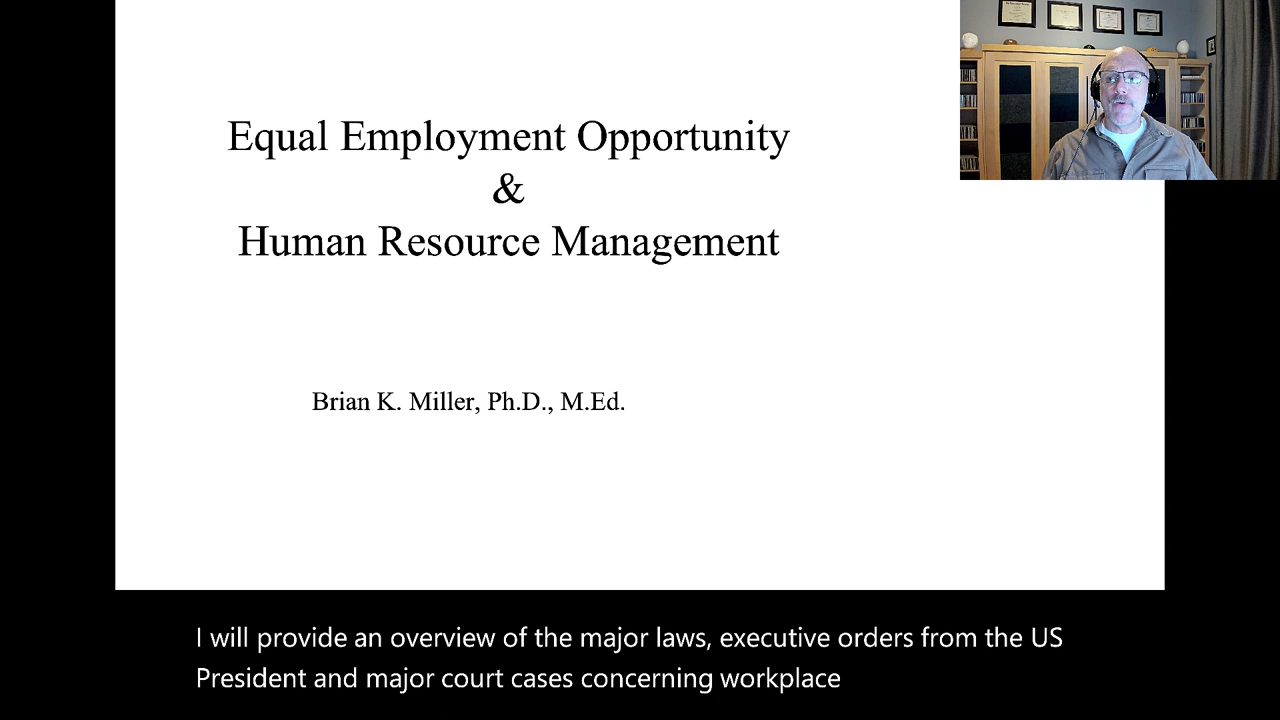 Equal Employment Opportunity
&
Human Resource Management
Brian K. Miller, Ph.D., M.Ed.
I will provide an overview of the major laws, executive orders from the US
President and major court cases concerning workplace